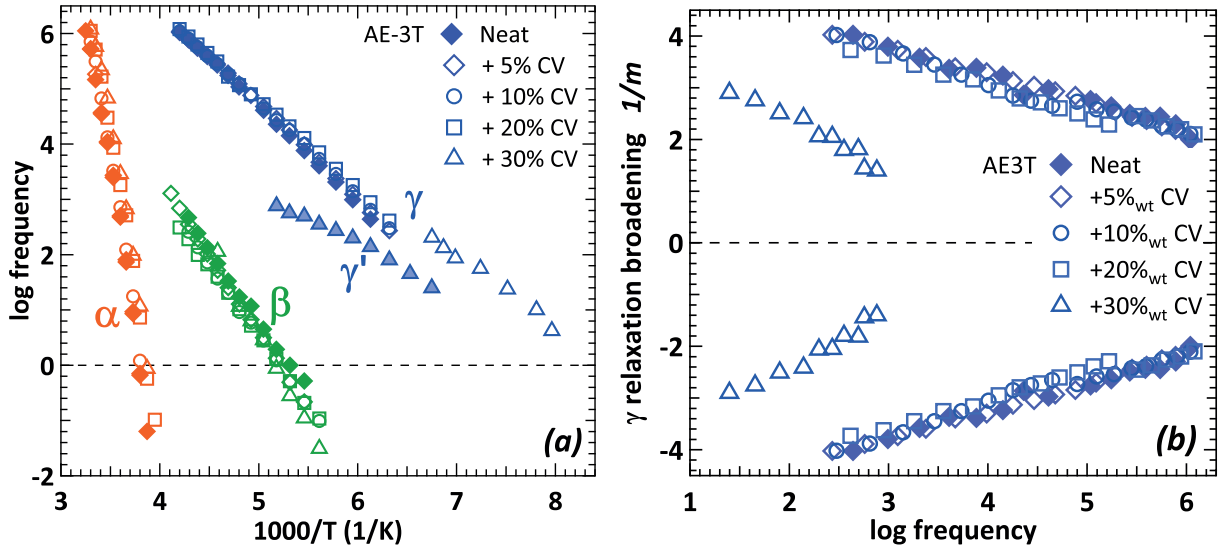 6
4
2
0
-2
log frequency
3
4
5
6
7
8
1000/T (1/K)
AE-3T
Neat
+ 5% CV
+ 10% CV
+ 20% CV
+ 30% CV
α
β
γ
γ'
(a)
4
2
0
-2
-4
γ relaxation broadening 1/m
1
2
3
4
5
6
log frequency
AE3T
Neat
+5%wt CV
+10%wt CV
+20%wt CV
+30%wt CV
(b)